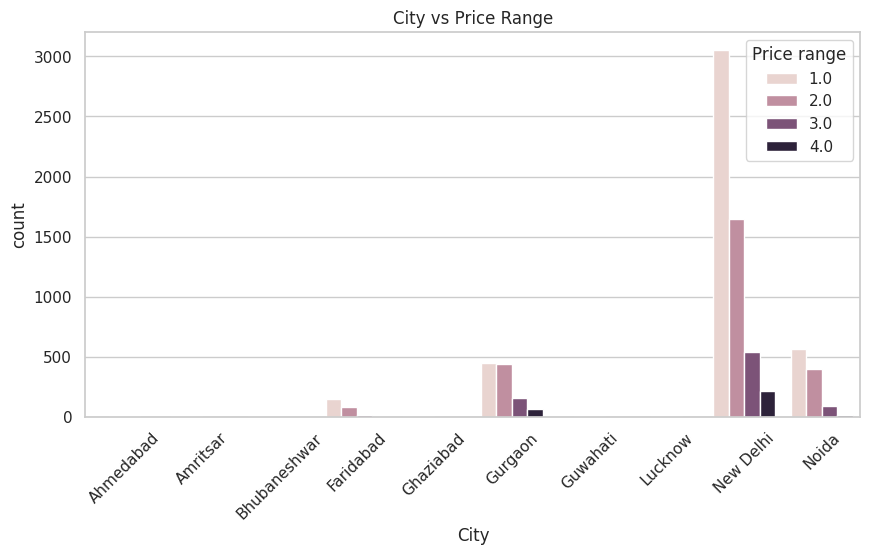 City vs Price Range
Price range
1.0
2.0
3.0
4.0
count
3000
2500
2000
1500
1000
500
0
Ahmedabad
Amritsar
Bhubaneshwar
Faridabad
Ghaziabad
Gurgaon
Guwahati
Lucknow
New Delhi
Noida
City